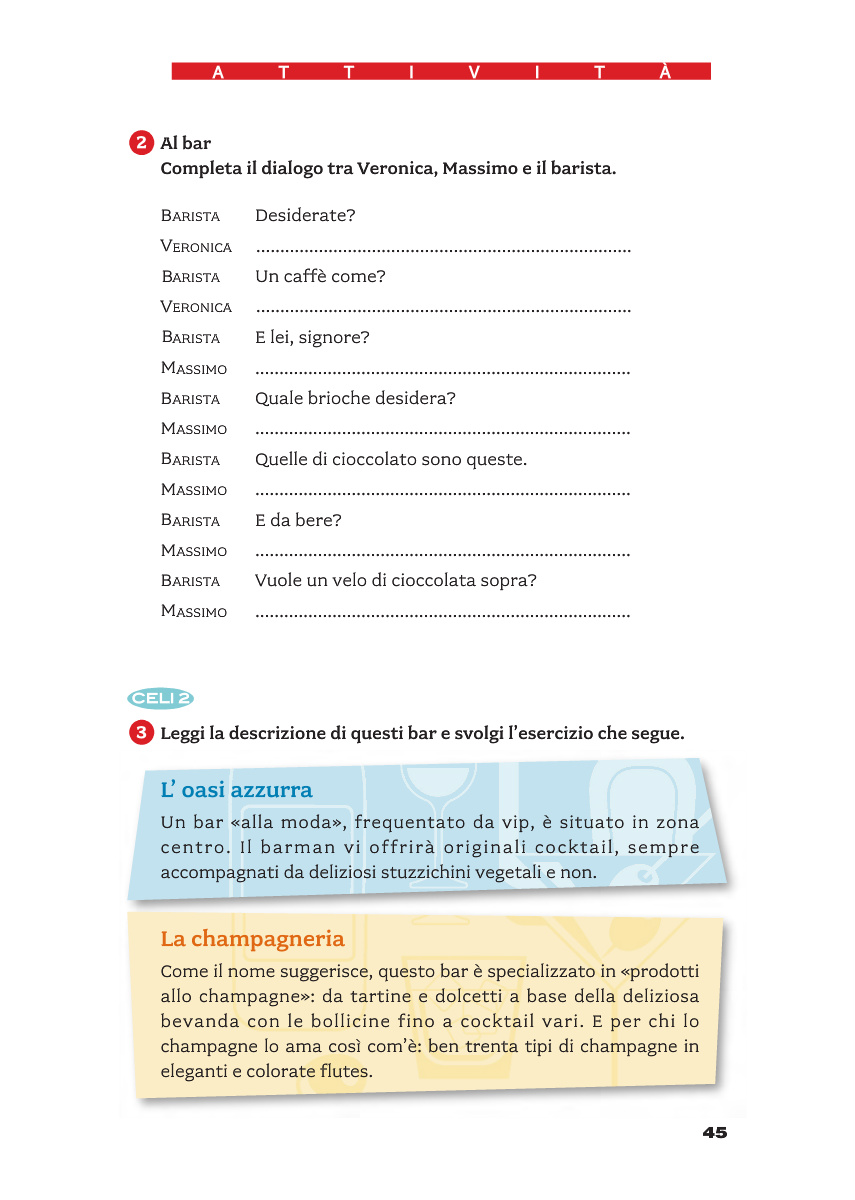 ATTIVITÀ
2 Al bar
Completa il dialogo tra Veronica, Massimo e il barista.
BARISTA Desiderate?
VERONICA ...............................................................................
BARISTA Un caffè come?
VERONICA ...............................................................................
BARISTA E lei, signore?
MASSIMO ...............................................................................
BARISTA Quale brioche desidera?
MASSIMO ...............................................................................
BARISTA Quelle di cioccolato sono queste.
MASSIMO ...............................................................................
BARISTA E da bere?
MASSIMO ...............................................................................
BARISTA Vuole un velo di cioccolata sopra?
MASSIMO ...............................................................................
CELI 2
3 Leggi la descrizione di questi bar e svolgi l’esercizio che segue.
L’ oasi azzurra
Un bar «alla moda», frequentato da vip, è situato in zona
centro. Il barman vi offrirà originali cocktail, sempre
accompagnati da deliziosi stuzzichini vegetali e non.
La champagneria
Come il nome suggerisce, questo bar è specializzato in «prodotti
allo champagne»: da tartine e dolcetti a base della deliziosa
bevanda con le bollicine fino a cocktail vari. E per chi lo
champagne lo ama così com’è: ben trenta tipi di champagne in
eleganti e colorate flutes.
45